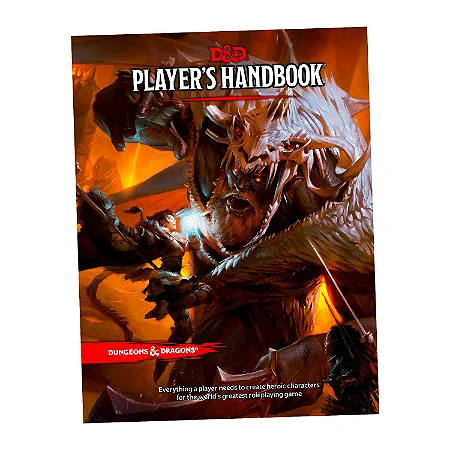 D&D
PLAYER'S HANDBOOK®
DUNGEONS & DRAGONS®
Everything a player needs to create heroic characters
for the world's greatest roleplaying game